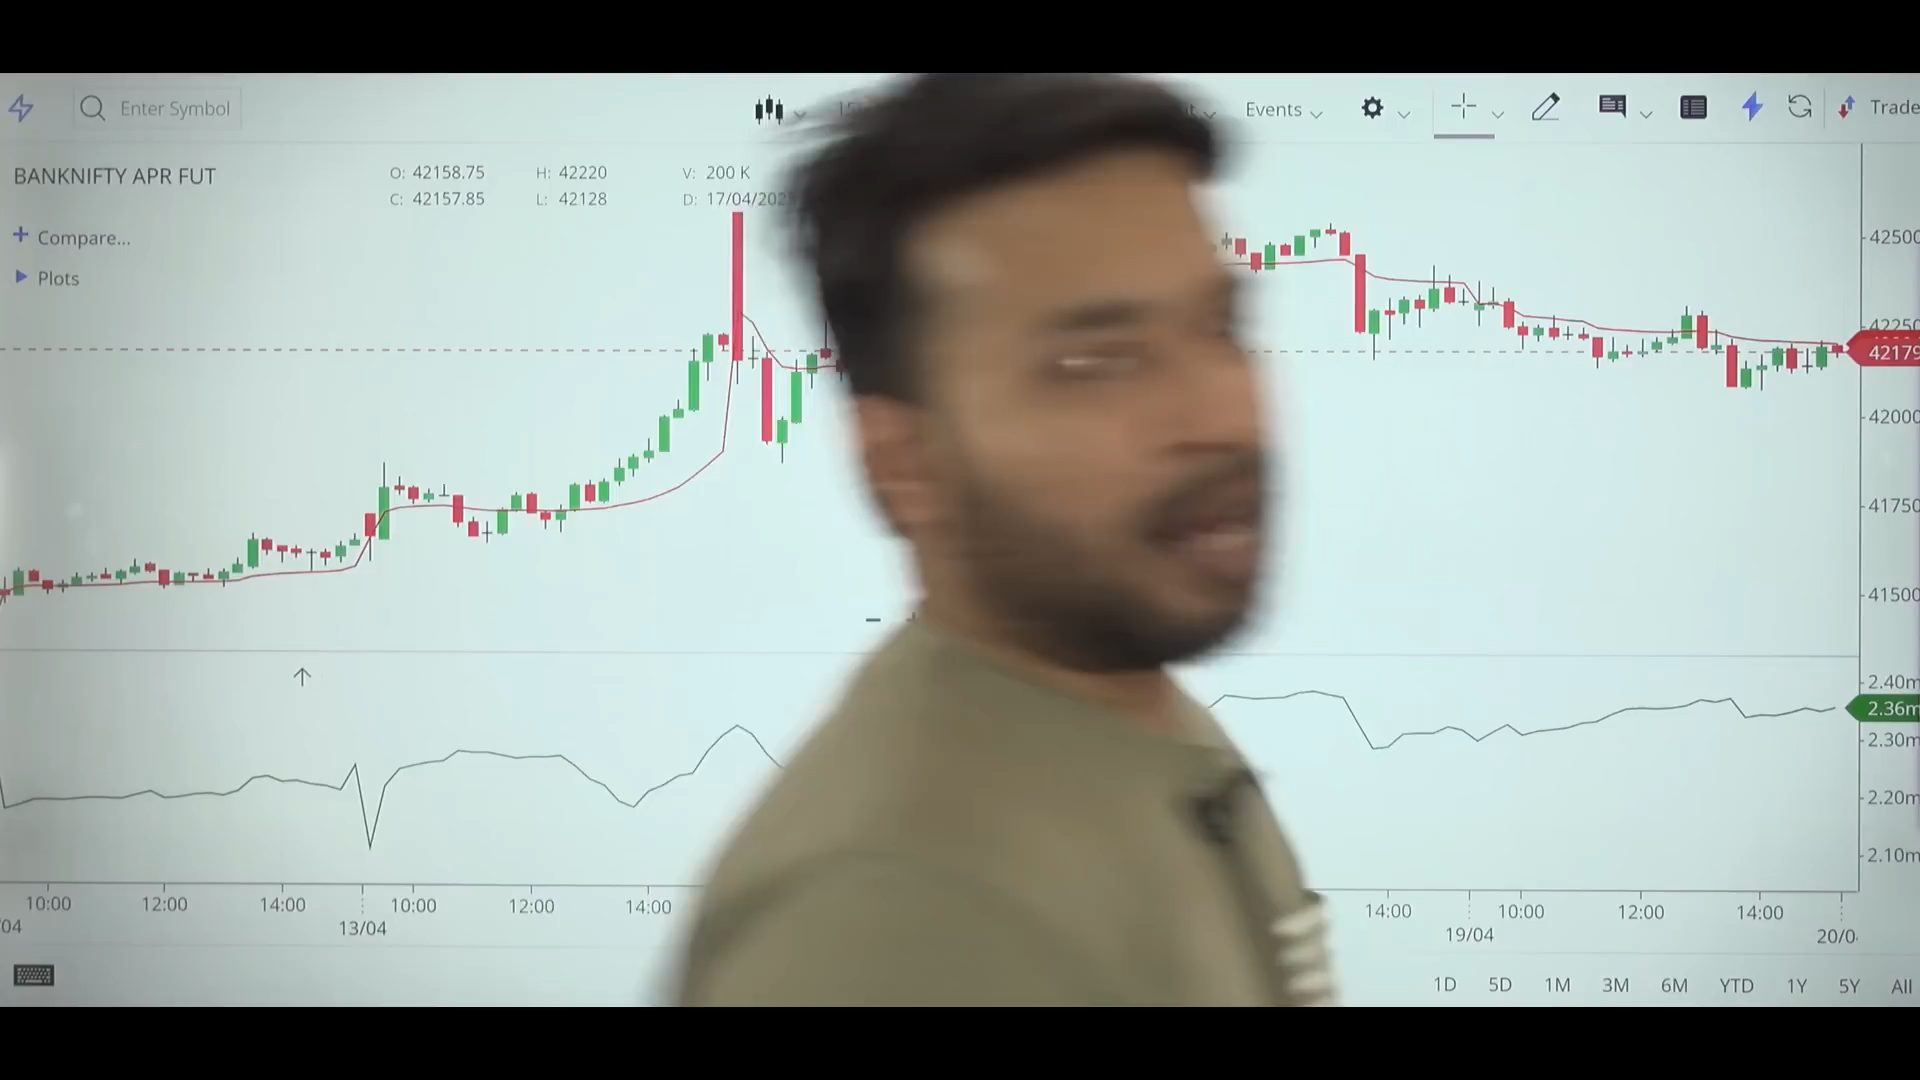 Enter Symbol
Events
Trade
BANKNIFTY APR FUT
O: 42158.75 H: 42220 V: 200 K
C: 42157.85 L: 42128 D: 17/04/202
Compare...
Plots
42500
42250
42179
42000
41750
41500
2.40m
2.36m
2.30m
2.20m
2.10m
10:00 12:00 14:00 10:00 12:00 14:00 14:00 10:00 12:00 14:00
/04 13/04 19/04 20/0
1D 5D 1M 3M 6M YTD 1Y 5Y All